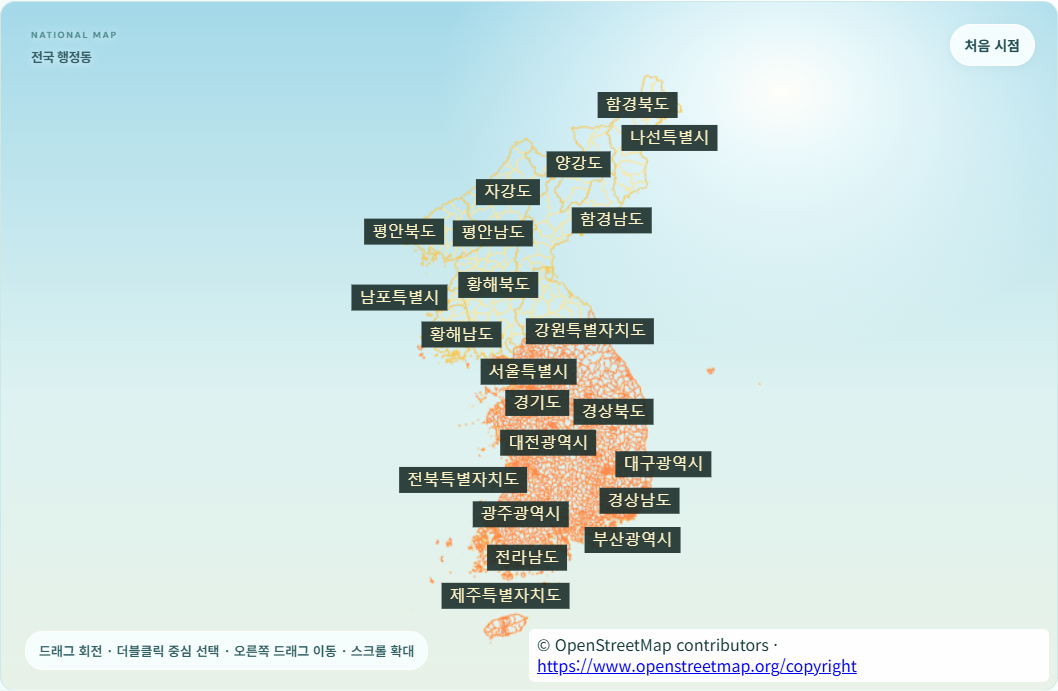 NATIONAL MAP
전국 행정동
처음 시점
함경북도
나선특별시
양강도
자강도
함경남도
평안북도
평안남도
황해북도
남포특별시
강원특별자치도
황해남도
서울특별시
경기도
경상북도
대전광역시
대구광역시
전북특별자치도
경상남도
광주광역시
부산광역시
전라남도
제주특별자치도
드래그 회전 · 더블클릭 중심 선택 · 오른쪽 드래그 이동 · 스크롤 확대
© OpenStreetMap contributors ·
https://www.openstreetmap.org/copyright